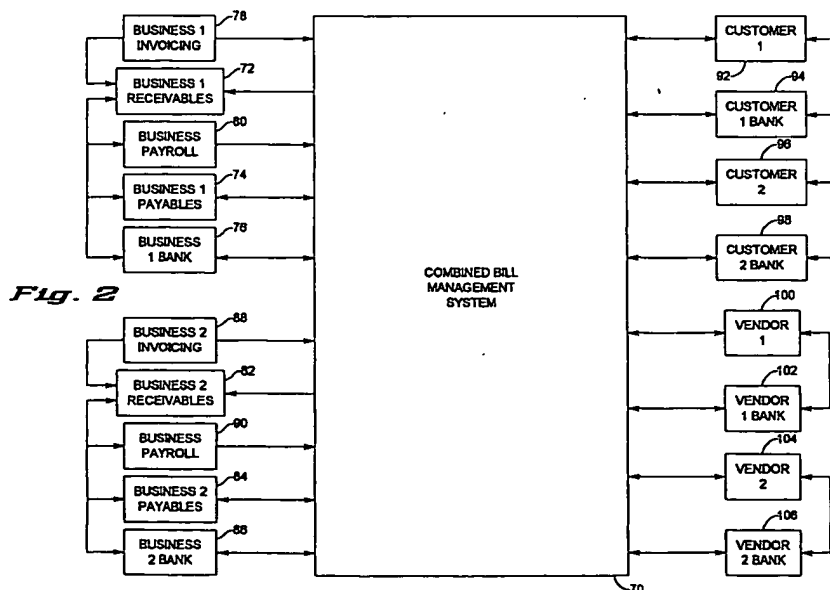 BUSINESS 1
INVOICING
78
BUSINESS 1
RECEIVABLES
72
BUSINESS
PAYROLL
80
BUSINESS 1
PAYABLES
74
BUSINESS
1 BANK
76
Fig. 2
BUSINESS 2
INVOICING
88
BUSINESS 2
RECEIVABLES
82
BUSINESS
PAYROLL
90
BUSINESS 2
PAYABLES
84
BUSINESS
2 BANK
86
COMBINED BILL
MANAGEMENT
SYSTEM
70
CUSTOMER
1
92
94
CUSTOMER
1 BANK
96
CUSTOMER
2
98
CUSTOMER
2 BANK
100
VENDOR
1
102
VENDOR
1 BANK
104
VENDOR
2
106
VENDOR
2 BANK